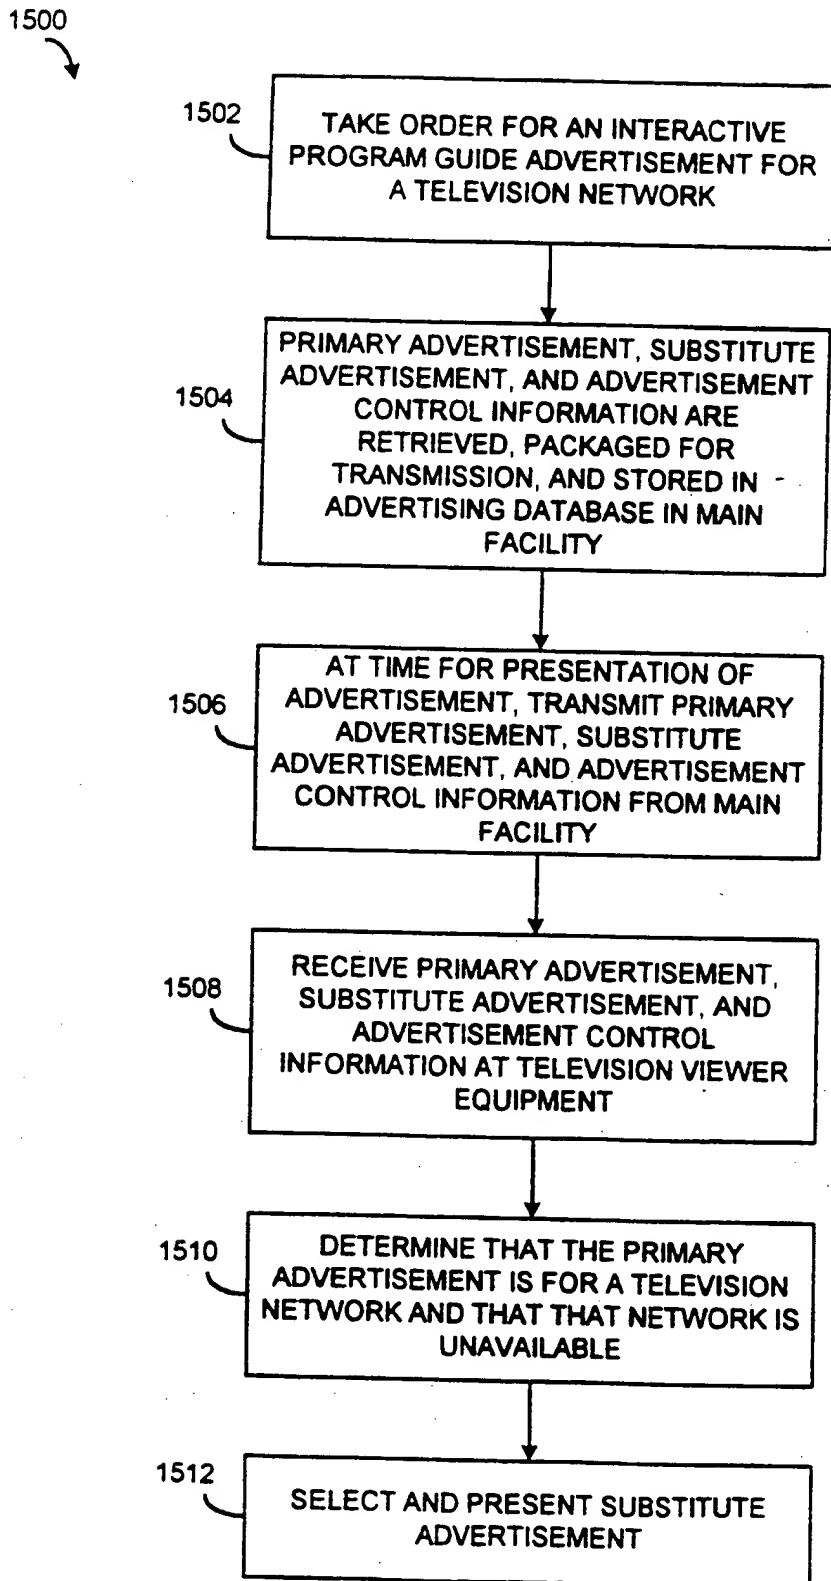 1500
1502
TAKE ORDER FOR AN INTERACTIVE
PROGRAM GUIDE ADVERTISEMENT FOR
A TELEVISION NETWORK
1504
PRIMARY ADVERTISEMENT, SUBSTITUTE
ADVERTISEMENT, AND ADVERTISEMENT
CONTROL INFORMATION ARE
RETRIEVED, PACKAGED FOR
TRANSMISSION, AND STORED IN
ADVERTISING DATABASE IN MAIN
FACILITY
1506
AT TIME FOR PRESENTATION OF
ADVERTISEMENT, TRANSMIT PRIMARY
ADVERTISEMENT, SUBSTITUTE
ADVERTISEMENT, AND ADVERTISEMENT
CONTROL INFORMATION FROM MAIN
FACILITY
1508
RECEIVE PRIMARY ADVERTISEMENT,
SUBSTITUTE ADVERTISEMENT, AND
ADVERTISEMENT CONTROL
INFORMATION AT TELEVISION VIEWER
EQUIPMENT
1510
DETERMINE THAT THE PRIMARY
ADVERTISEMENT IS FOR A TELEVISION
NETWORK AND THAT THAT NETWORK IS
UNAVAILABLE
1512
SELECT AND PRESENT SUBSTITUTE
ADVERTISEMENT